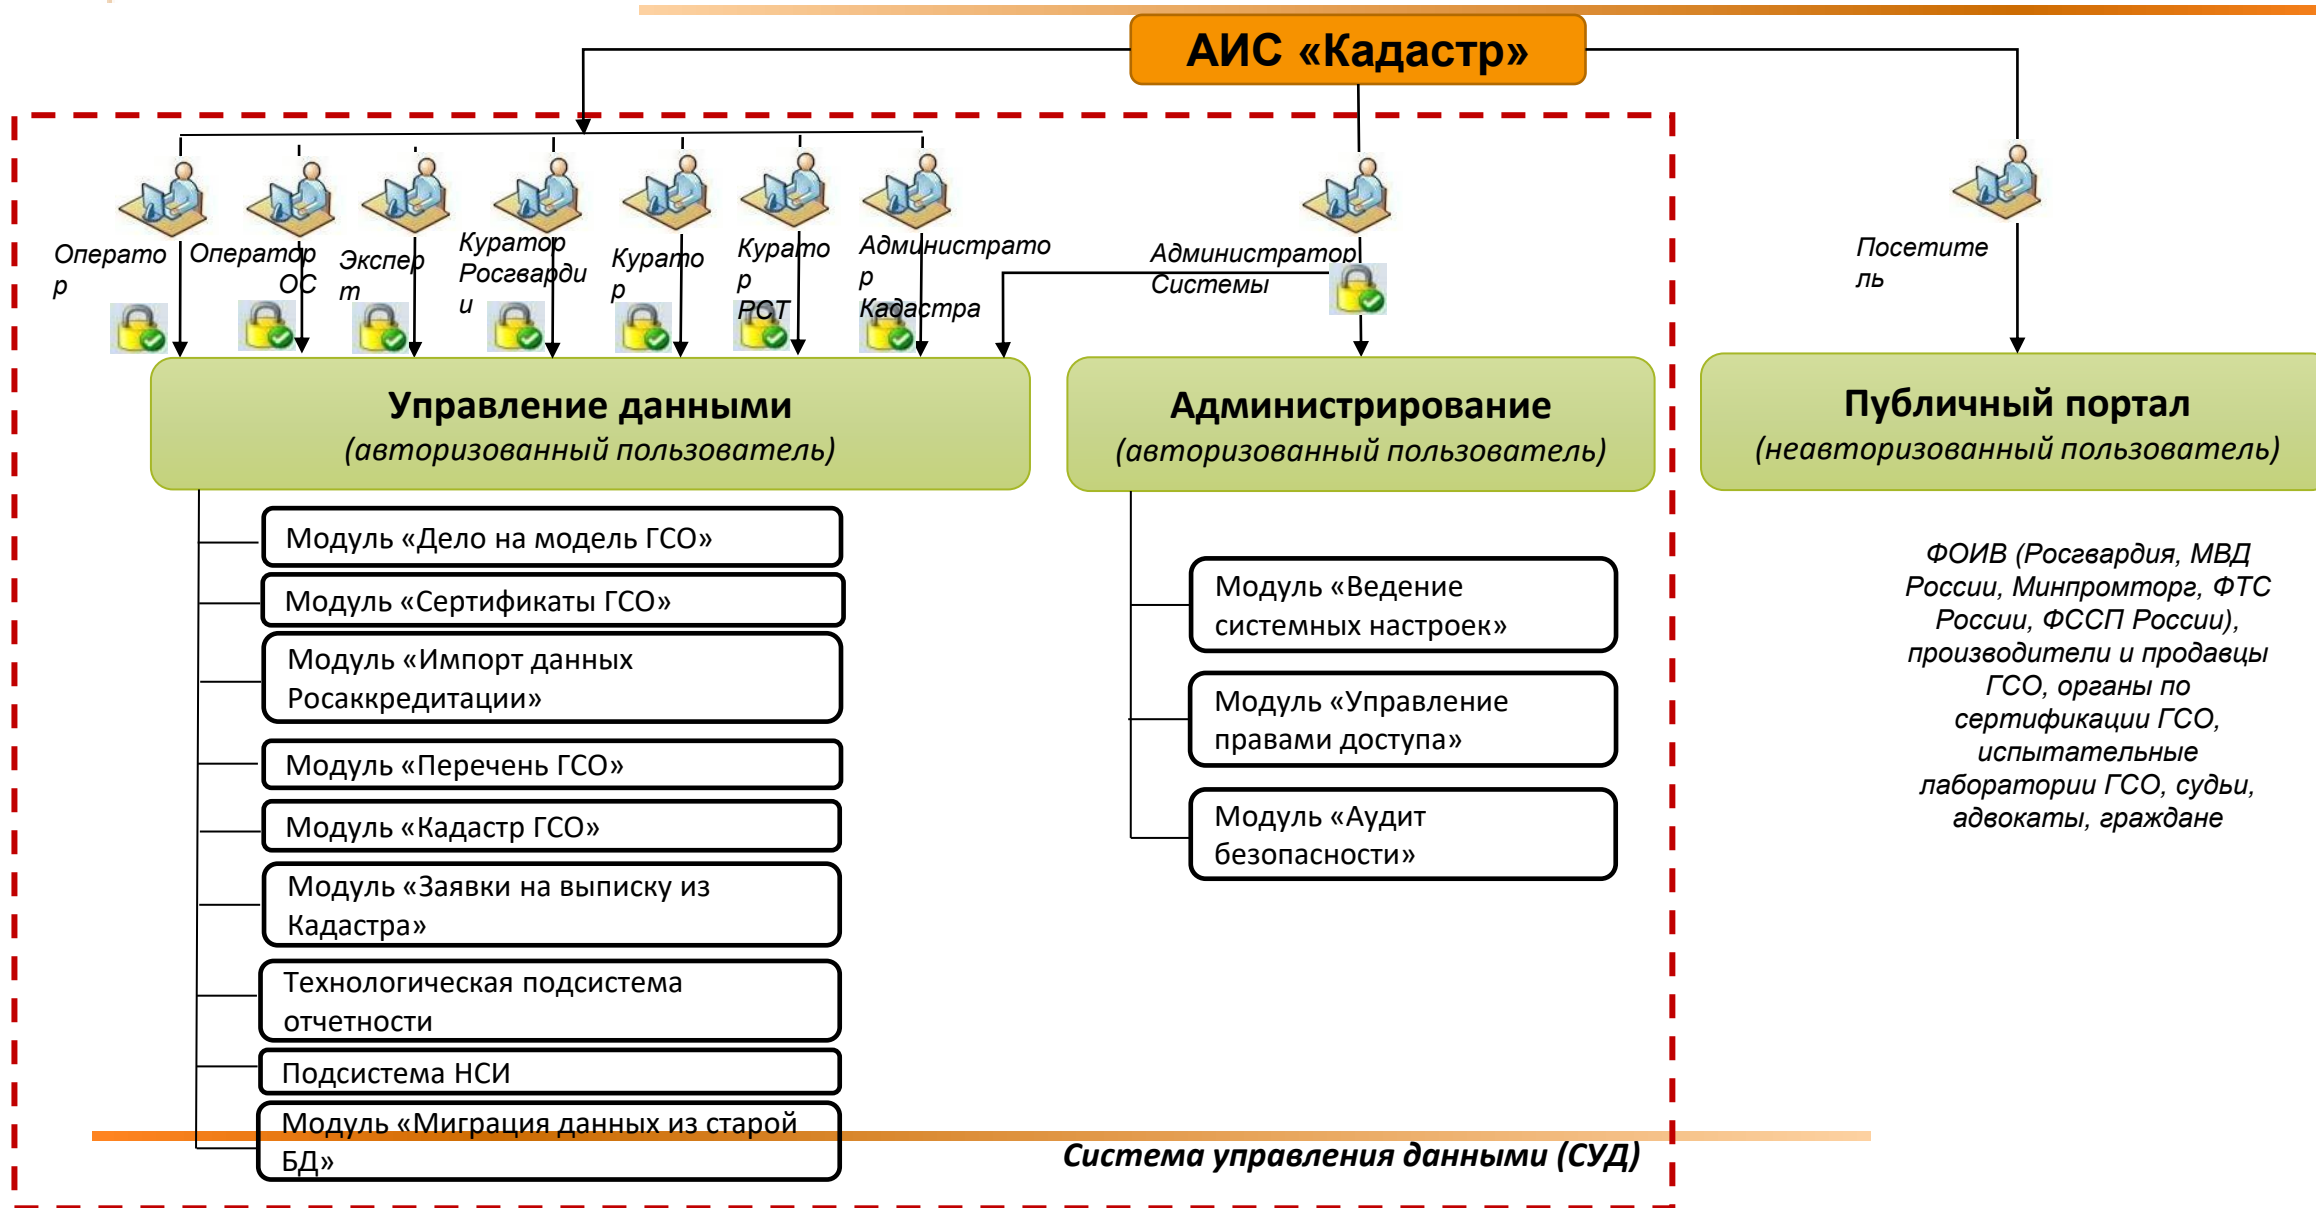 АИС «Кадастр»
Операто
р
Оператор
ОС
Экспер
т
Куратор
Росгварди
и
Курато
р
Курато
р
РСТ
Администрато
р
Кадастра
Администратор
Системы
Посетите
ль
Управление данными
(авторизованный пользователь)
Администрирование
(авторизованный пользователь)
Публичный портал
(неавторизованный пользователь)
Модуль «Дело на модель ГСО»
Модуль «Сертификаты ГСО»
Модуль «Импорт данных
Росаккредитации»
Модуль «Перечень ГСО»
Модуль «Кадастр ГСО»
Модуль «Заявки на выписку из
Кадастра»
Технологическая подсистема
отчетности
Подсистема НСИ
Модуль «Миграция данных из старой
БД»
Модуль «Ведение
системных настроек»
Модуль «Управление
правами доступа»
Модуль «Аудит
безопасности»
ФОИВ (Росгвардия, МВД
России, Минпромторг, ФТС
России, ФССП России),
производители и продавцы
ГСО, органы по
сертификации ГСО,
испытательные
лаборатории ГСО, судьи,
адвокаты, граждане
Система управления данными (СУД)